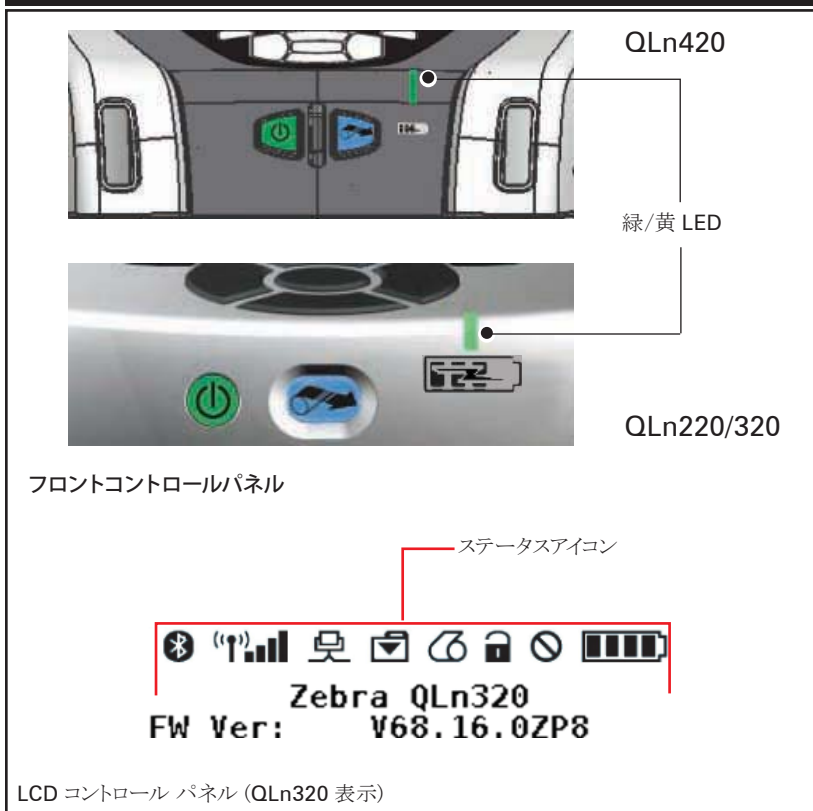 QLn420
緑/黄 LED
QLn220/320
フロントコントロールパネル
ステータスアイコン
Zebra QLn320
FW Ver: V68.16.0ZP8
LCD コントロール パネル (QLn320 表示)